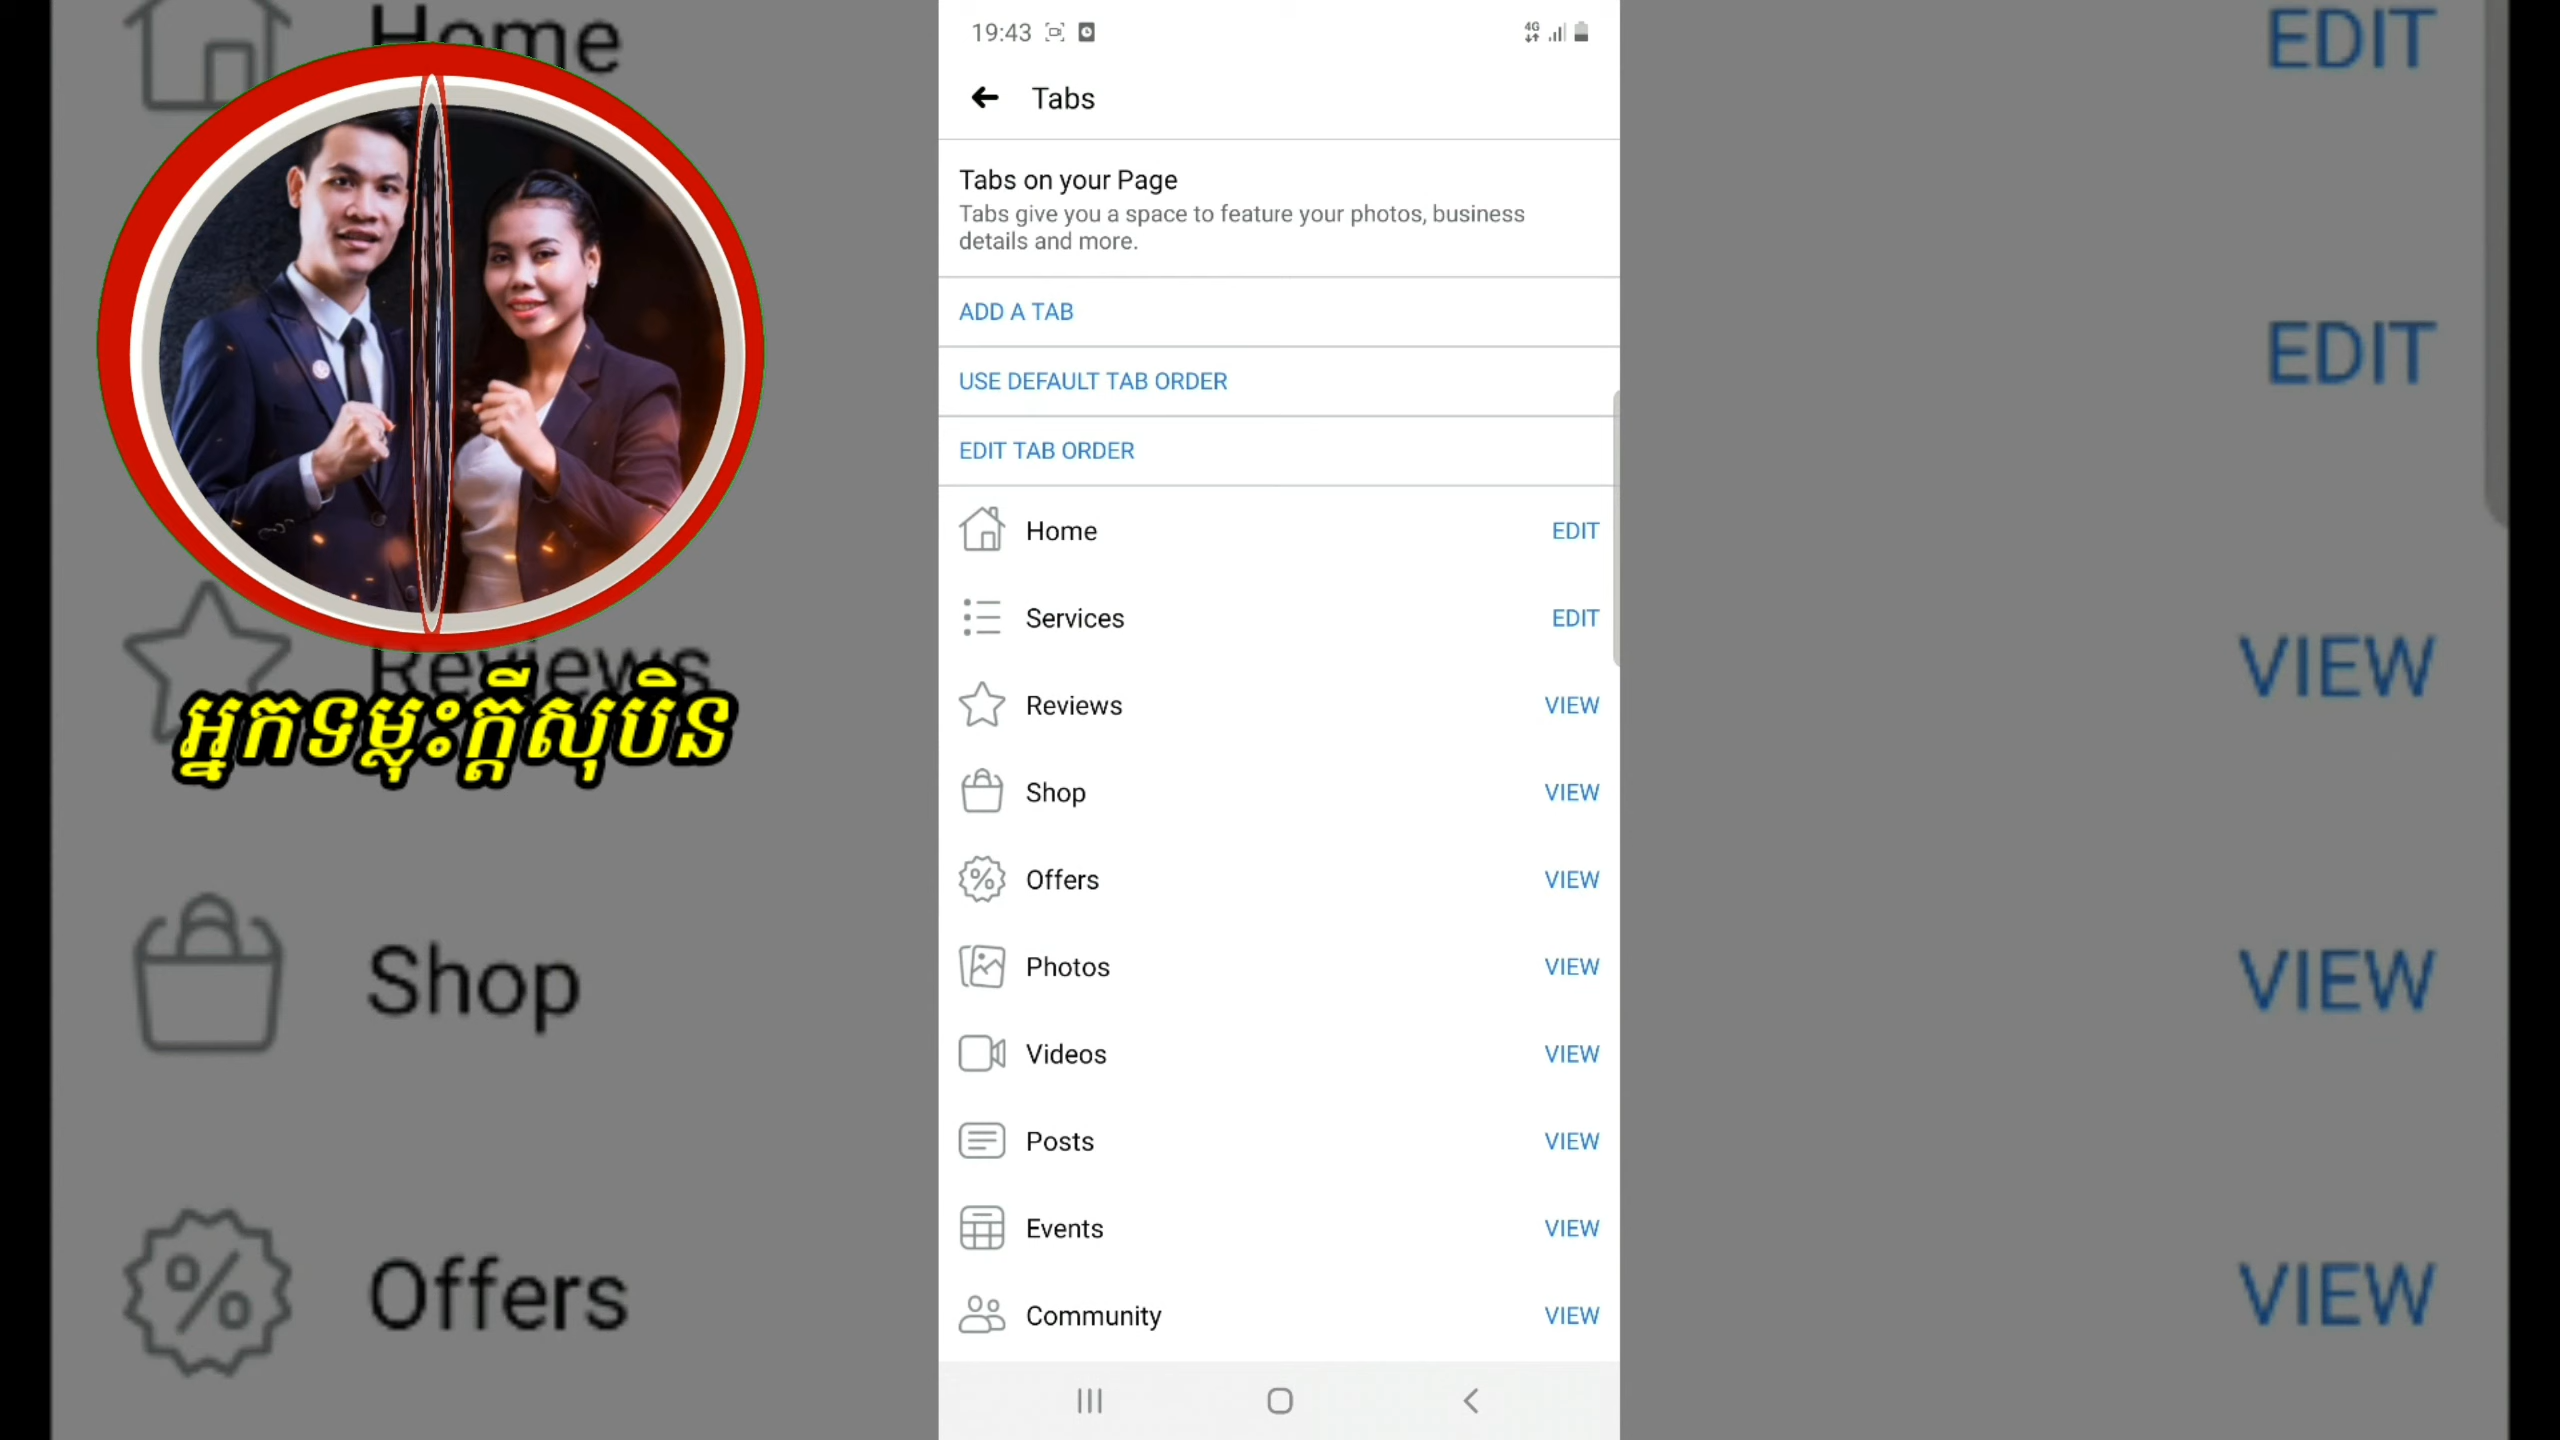 19:43
4G
Tabs
Tabs on your Page
Tabs give you a space to feature your photos, business
details and more.
ADD A TAB
USE DEFAULT TAB ORDER
EDIT TAB ORDER
Home EDIT
Services EDIT
Reviews VIEW
Shop VIEW
Offers VIEW
Photos VIEW
Videos VIEW
Posts VIEW
Events VIEW
Community VIEW
Home EDIT
EDIT
Reviews VIEW
អ្នកទម្លុះក្តីសុបិន
Shop VIEW
Offers VIEW